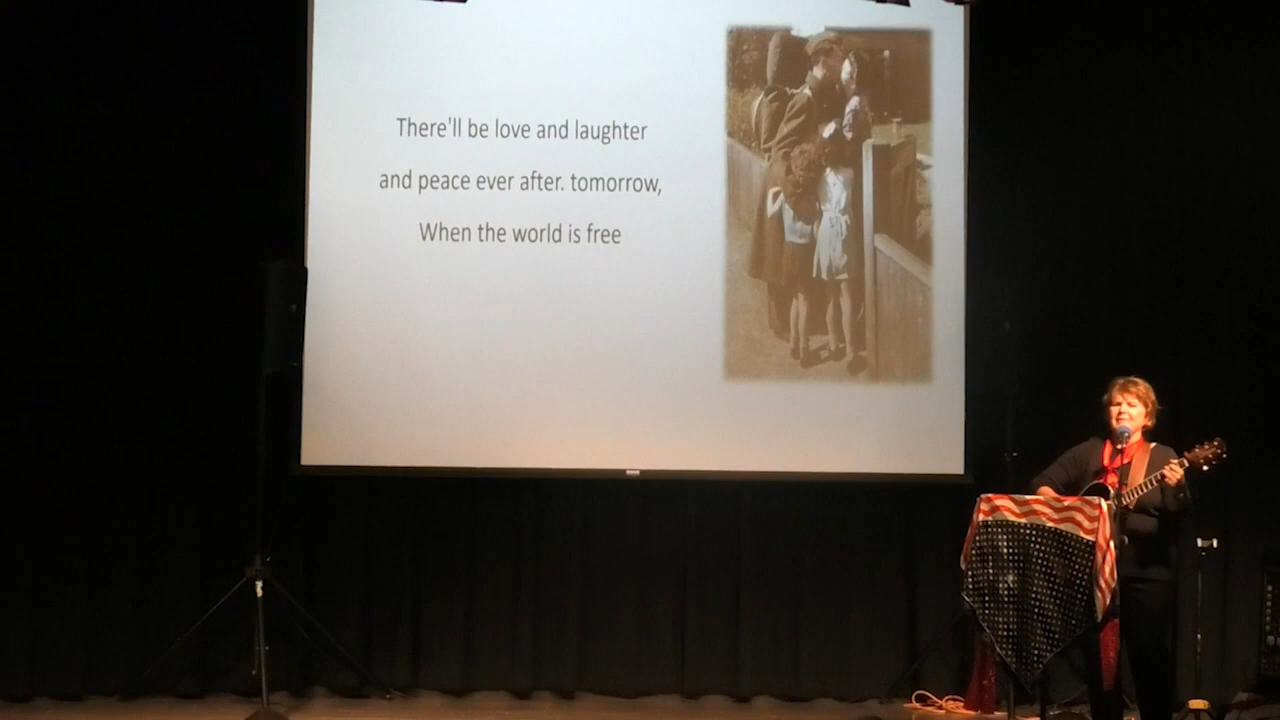 There'll be love and laughter
and peace ever after. tomorrow,
When the world is free